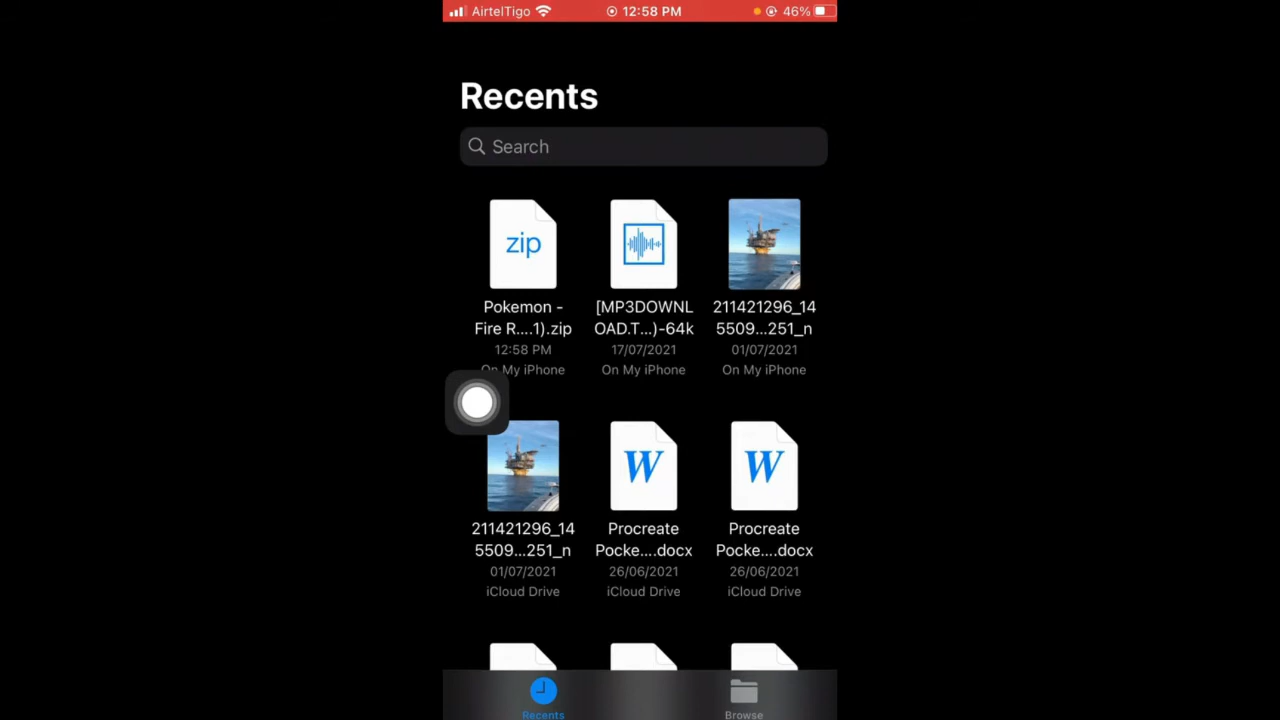 AirtelTigo 12:58 PM 46%
Recents
Search
zip
Pokemon -
Fire R....1).zip
12:58 PM
On My iPhone
[MP3DOWNL
OAD.T...)-64k
17/07/2021
On My iPhone
211421296_14
5509...251_n
01/07/2021
On My iPhone
211421296_14
5509...251_n
01/07/2021
iCloud Drive
W
Procreate
Pocke....docx
26/06/2021
iCloud Drive
W
Procreate
Pocke....docx
26/06/2021
iCloud Drive
Recents
Browse